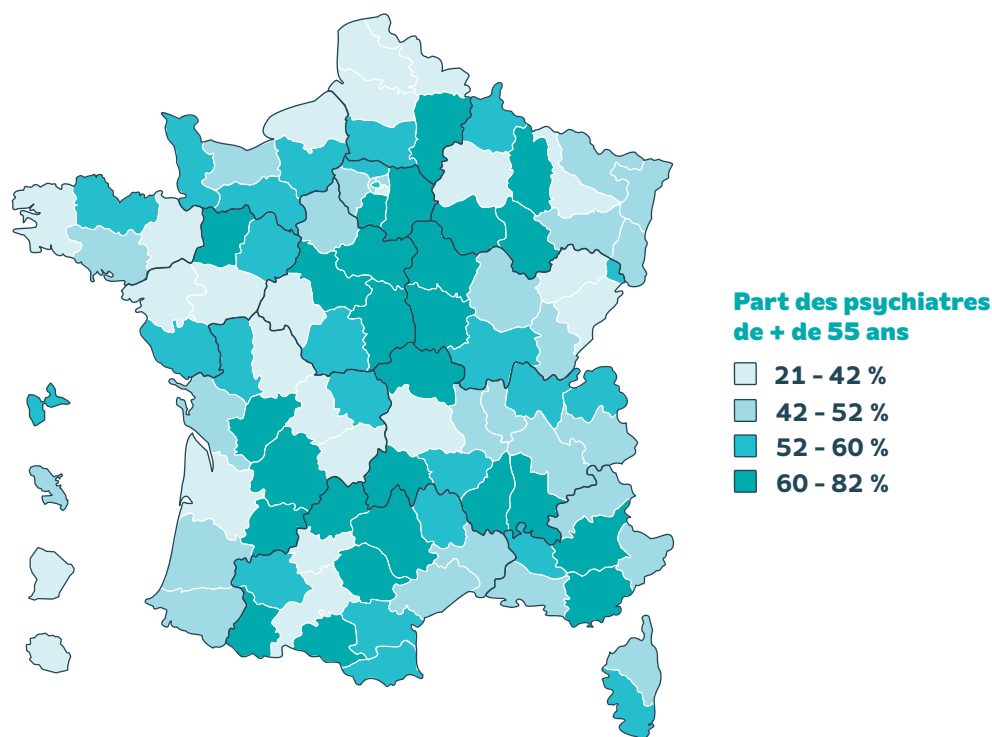 Part des psychiatres
de + de 55 ans
21 - 42 %
42 - 52 %
52 - 60 %
60 - 82 %